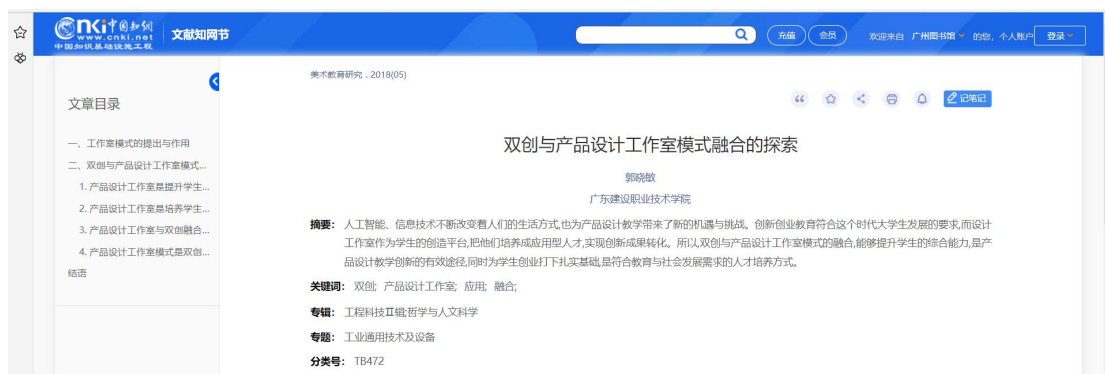 cnki中国知网
www.cnki.net
中国知识基础设施工程
文献知网节
充值
会员
欢迎来自 广州图书馆 的您，个人账户
登录
文章目录
一、工作室模式的提出与作用
二、双创与产品设计工作室模式...
1. 产品设计工作室是提升学生...
2. 产品设计工作室是培养学生...
3. 产品设计工作室与双创融合...
4. 产品设计工作室模式是双创...
结语
美术教育研究 . 2018(05)
记笔记
双创与产品设计工作室模式融合的探索
郭晓敏
广东建设职业技术学院
摘要： 人工智能、信息技术不断改变着人们的生活方式,也为产品设计教学带来了新的机遇与挑战。创新创业教育符合这个时代大学生发展的要求,而设计
工作室作为学生的创造平台,把他们培养成应用型人才,实现创新成果转化。所以,双创与产品设计工作室模式的融合,能够提升学生的综合能力,是产
品设计教学创新的有效途径,同时为学生创业打下扎实基础,是符合教育与社会发展需求的人才培养方式。
关键词： 双创; 产品设计工作室; 应用; 融合;
专辑： 工程科技Ⅱ辑;哲学与人文科学
专题： 工业通用技术及设备
分类号： TB472